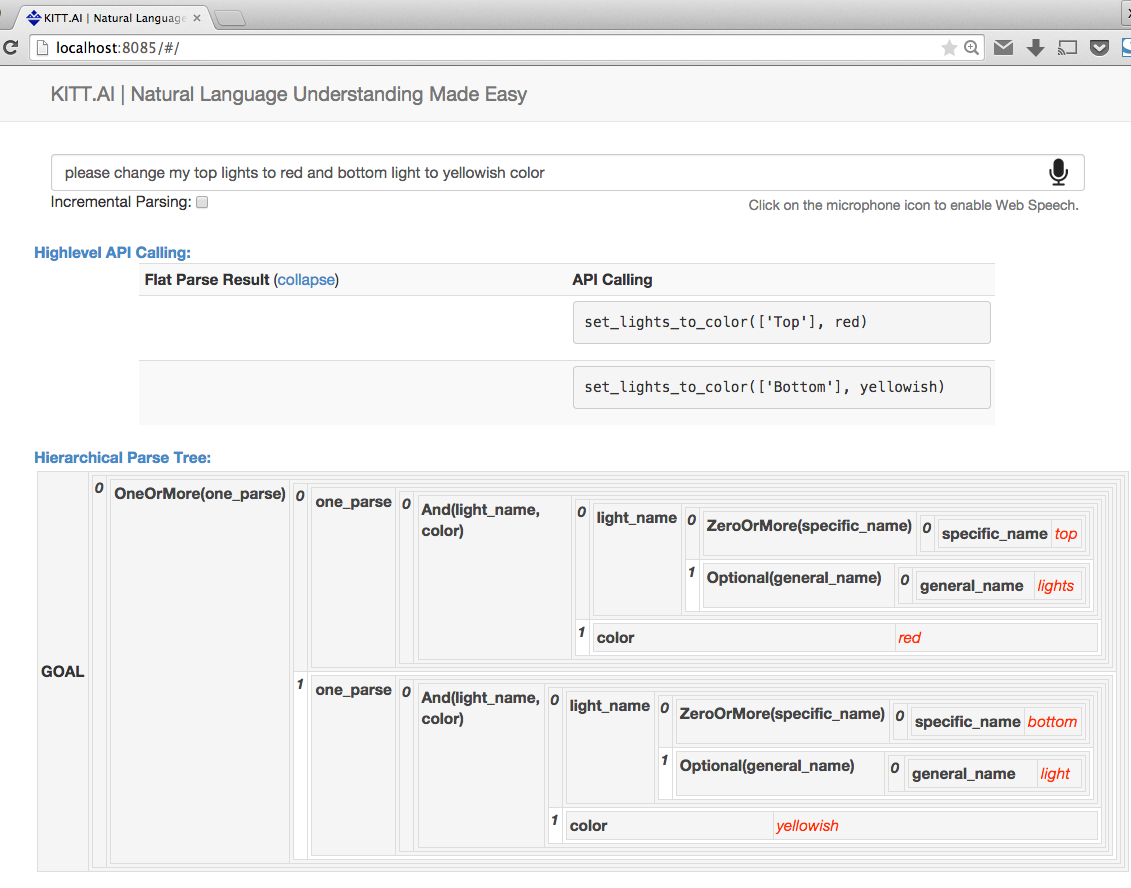 KITT.AI | Natural Language
localhost:8085/#/
KITT.AI | Natural Language Understanding Made Easy
please change my top lights to red and bottom light to yellowish color
Incremental Parsing:
Click on the microphone icon to enable Web Speech.
Highlevel API Calling:
Flat Parse Result (collapse) API Calling
set_lights_to_color(['Top'], red)
set_lights_to_color(['Bottom'], yellowish)
Hierarchical Parse Tree:
GOAL
0 OneOrMore(one_parse)
0 one_parse
0 And(light_name,
color)
0 light_name
0 ZeroOrMore(specific_name)
0 specific_name top
1 Optional(general_name)
0 general_name lights
1 color red
1 one_parse
0 And(light_name,
color)
0 light_name
0 ZeroOrMore(specific_name)
0 specific_name bottom
1 Optional(general_name)
0 general_name light
1 color yellowish